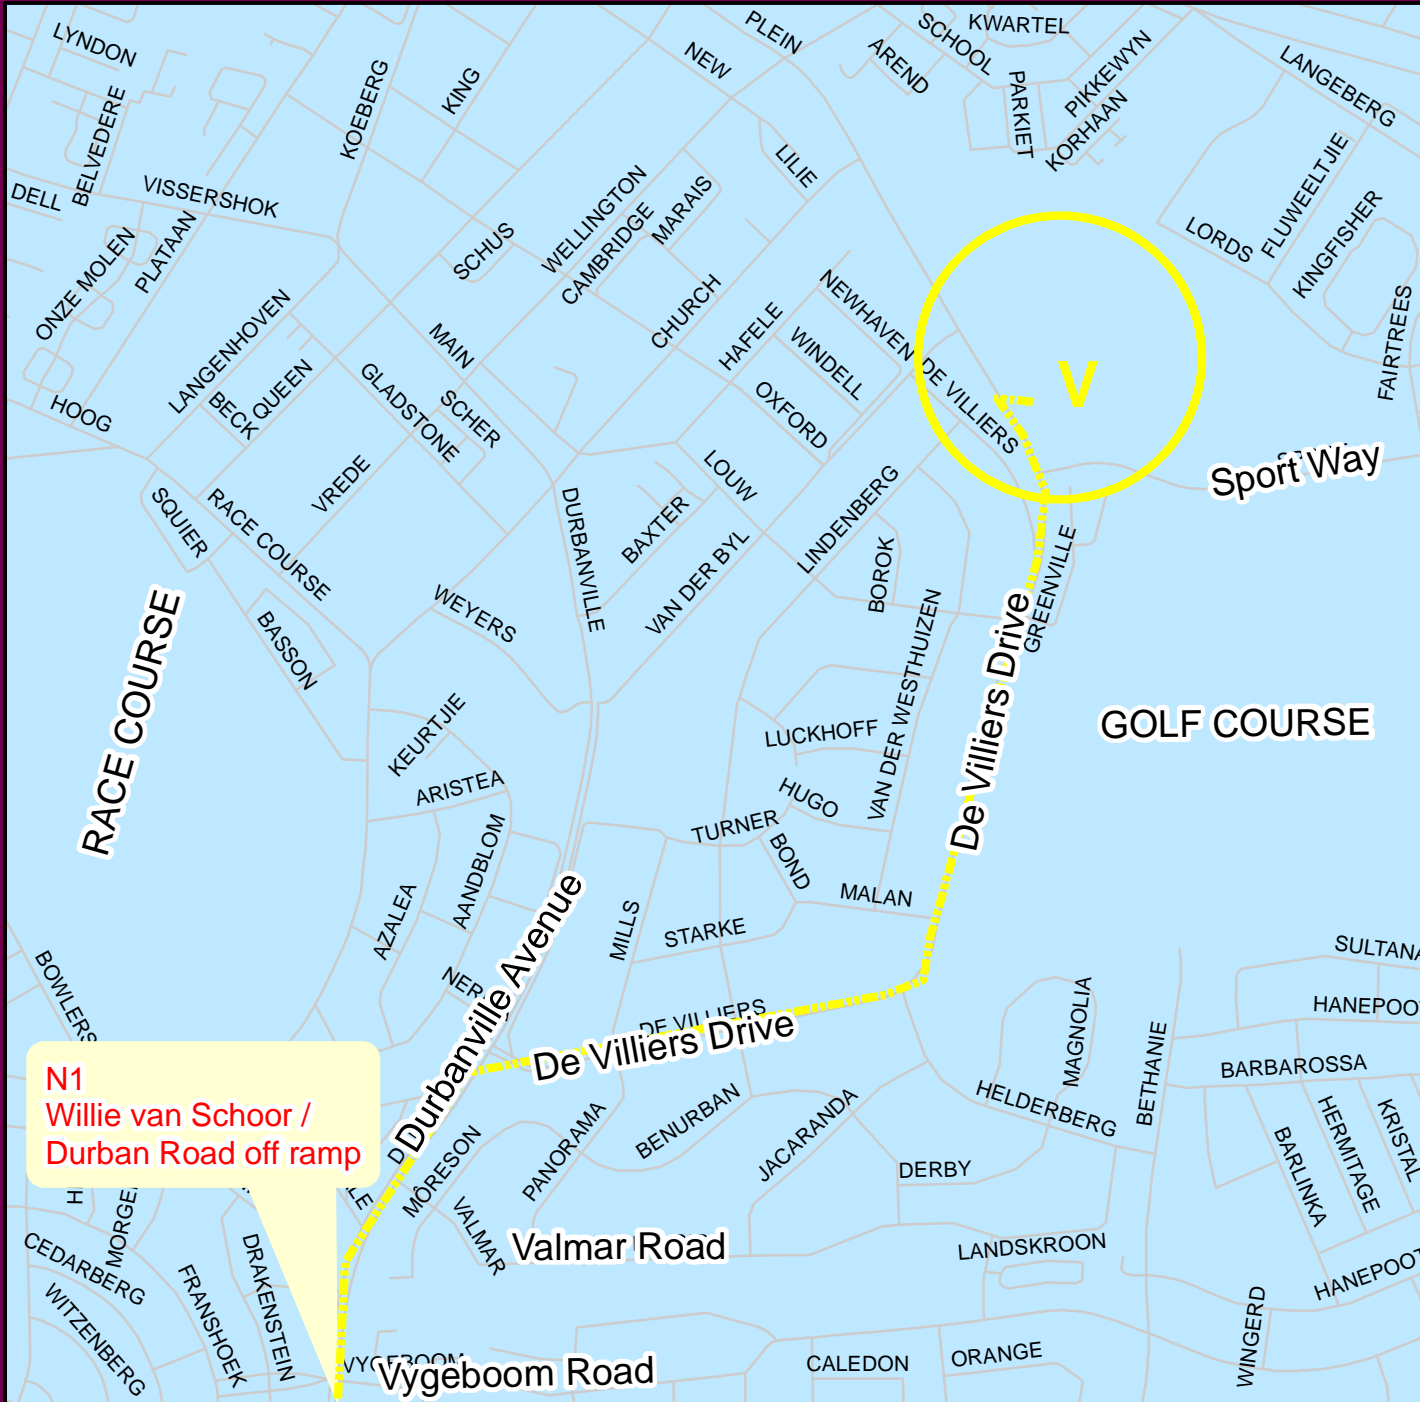 LYNDON
BELVEDERE
KOEBERG
KING
NEW
PLEIN
AREND
SCHOOL
KWARTEL
PARKIET
PIKKEWYN
KORHAAN
LANGEBERG
DELL
VISSERSHOK
ONZE MOLEN
PLATAAN
SCHUS
WELLINGTON
CAMBRIDGE
MARAIS
LILIE
LORDS
FLUWEELTJIE
KINGFISHER
FAIRTREES
LANGENHOVEN
MAIN
CHURCH
HAFELE
NEWHAVEN
WINDELL
DE VILLIERS
V
HOOG
BECK
QUEEN
GLADSTONE
SCHER
OXFORD
Sport Way
SQUIER
RACE COURSE
VREDE
DURBANVILLE
BAXTER
LOUW
VAN DER BYL
LINDENBERG
BOROK
GREENVILLE
RACE COURSE
BASSON
WEYERS
VAN DER WESTHUIZEN
De Villiers Drive
GOLF COURSE
KEURTJIE
ARISTEA
LUCKHOFF
HUGO
TURNER
BOND
AANDBLOM
AZALEA
MALAN
MILLS
STARKE
Durbanville Avenue
NER
DE VILLIERS
De Villiers Drive
BOWLERS
SULTANA
HANEPOOT
MAGNOLIA
BETHANIE
BARBAROSSA
HELDERBERG
HERMITAGE
KRISTAL
BARLINKA
N1
Willie van Schoor /
Durban Road off ramp
D
LE
MÔRESON
PANORAMA
BENURBAN
JACARANDA
DERBY
MORGE
VALMAR
Valmar Road
LANDSKROON
HANEPOOT
CEDARBERG
WITZENBERG
FRANSHOEK
DRAKENSTEIN
VYGEBOOM
Vygeboom Road
CALEDON
ORANGE
WINGERD